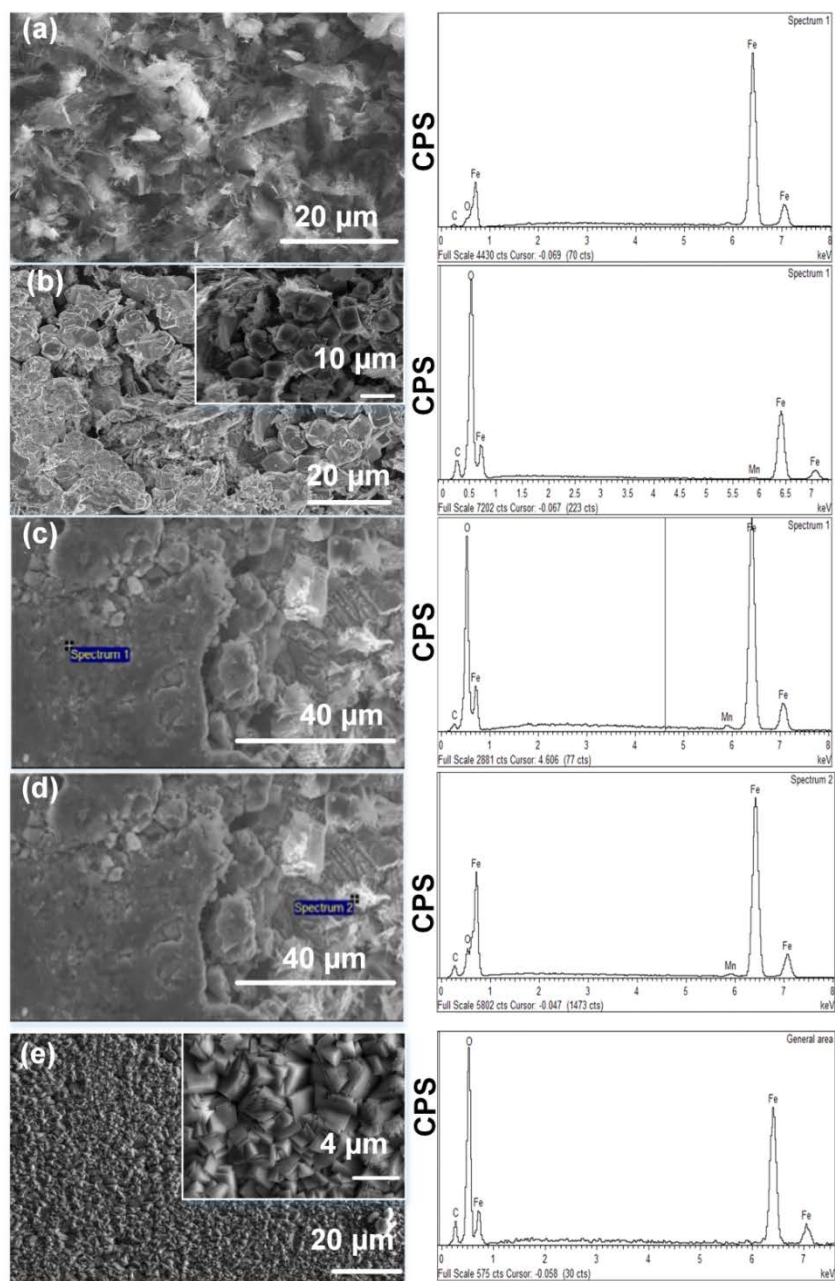 (a)
20 µm
CPS
Spectrum 1
Fe
Fe
O
C
Fe
0 1 2 3 4 5 6 7 8
Full Scale 4430 cts Cursor: -0.069 (70 cts) keV
(b)
10 µm
20 µm
CPS
Spectrum 1
O
Fe
C
Mn
Fe
0 0.5 1 1.5 2 2.5 3 3.5 4 4.5 5 5.5 6 6.5 7
Full Scale 7202 cts Cursor: -0.067 (223 cts) keV
(c)
Spectrum 1
40 µm
CPS
Spectrum 1
O
Fe
Fe
C
Mn
Fe
0 1 2 3 4 5 6 7 8
Full Scale 2881 cts Cursor: 4.606 (77 cts) keV
(d)
Spectrum 2
40 µm
CPS
Spectrum 2
Fe
Fe
O
C
Mn
Fe
0 1 2 3 4 5 6 7 8
Full Scale 5802 cts Cursor: -0.047 (1473 cts) keV
(e)
4 µm
20 µm
CPS
General area
O
Fe
C
Fe
Fe
0 1 2 3 4 5 6 7 8
Full Scale 575 cts Cursor: -0.058 (30 cts) keV